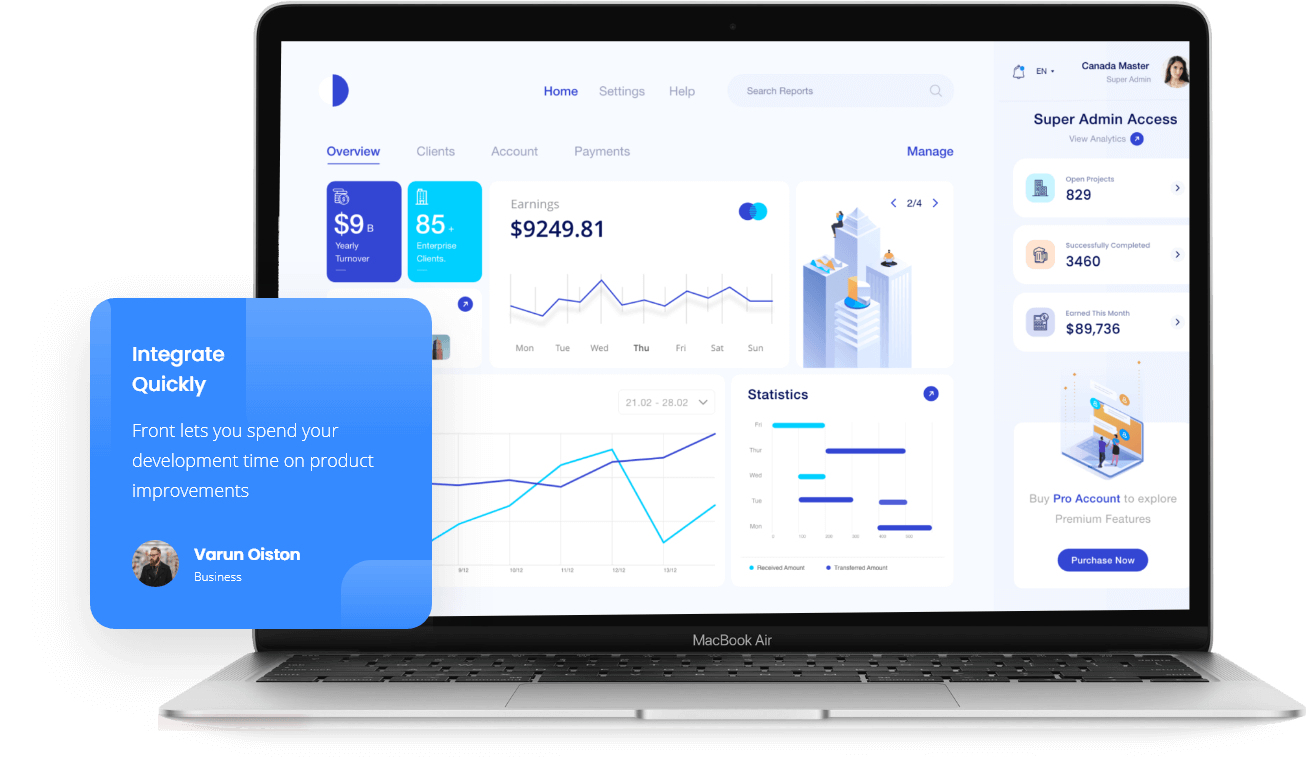 Canada Master
EN
Super Admin
Home
Settings
Help
Search Reports
Super Admin Access
View Analytics
Overview
Clients
Account
Payments
Manage
$9 B
Yearly
Turnover
85 +
Enterprise
Clients.
Earnings
$9249.81
Mon
Tue
Wed
Thu
Fri
Sat
Sun
2/4
Open Projects
829
Successfully Completed
3460
Earned This Month
$89,736
Integrate
Quickly
Front lets you spend your
development time on product
improvements
Varun Oiston
Business
21.02 - 28.02
9/12
10/12
11/12
12/12
13/12
Statistics
Fri
Thur
Wed
Tue
Mon
0
100
200
300
400
500
Received Amount
Transferred Amount
Buy Pro Account to explore
Premium Features
Purchase Now
MacBook Air